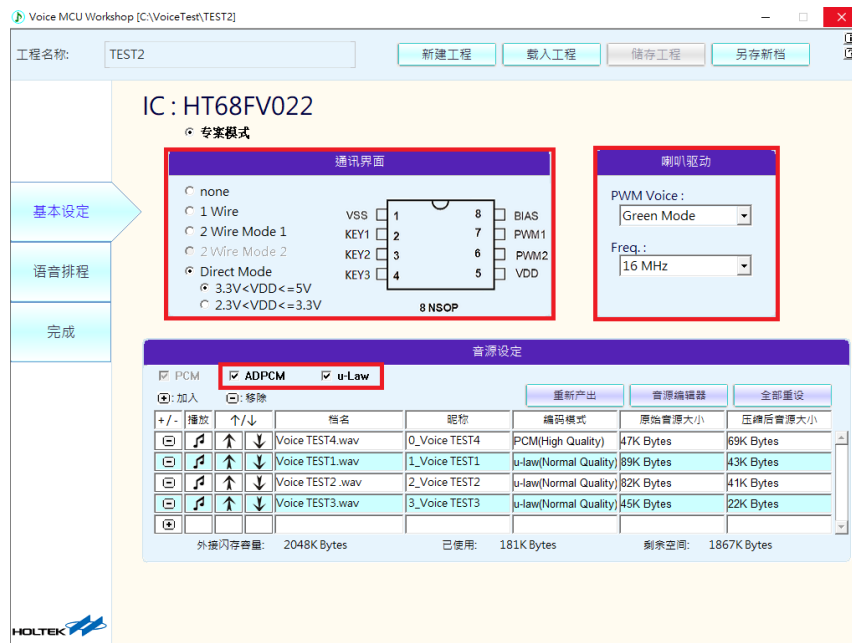 Voice MCU Workshop [C:\VoiceTest\TEST2]
工程名称: TEST2 新建工程 载入工程 储存工程 另存新档
IC : HT68FV022
专案模式
基本设定
语音排程
完成
通讯界面
none
1 Wire
2 Wire Mode 1
2 Wire Mode 2
Direct Mode
3.3V<VDD<=5V
2.3V<VDD<=3.3V
VSS 1 8 BIAS
KEY1 2 7 PWM1
KEY2 3 6 PWM2
KEY3 4 5 VDD
8 NSOP
喇叭驱动
PWM Voice :
Green Mode
Freq. :
16 MHz
音源设定
PCM ADPCM u-Law
+: 加入 -: 移除 重新产出 音源编辑器 全部重设
+/- 播放 ↑/↓ 档名 昵称 编码模式 原始音源大小 压缩后音源大小
Voice TEST4.wav 0_Voice TEST4 PCM(High Quality) 47K Bytes 69K Bytes
Voice TEST1.wav 1_Voice TEST1 u-law(Normal Quality) 89K Bytes 43K Bytes
Voice TEST2 .wav 2_Voice TEST2 u-law(Normal Quality) 82K Bytes 41K Bytes
Voice TEST3.wav 3_Voice TEST3 u-law(Normal Quality) 45K Bytes 22K Bytes
外接闪存容量: 2048K Bytes 已使用: 181K Bytes 剩余空间: 1867K Bytes
HOLTEK